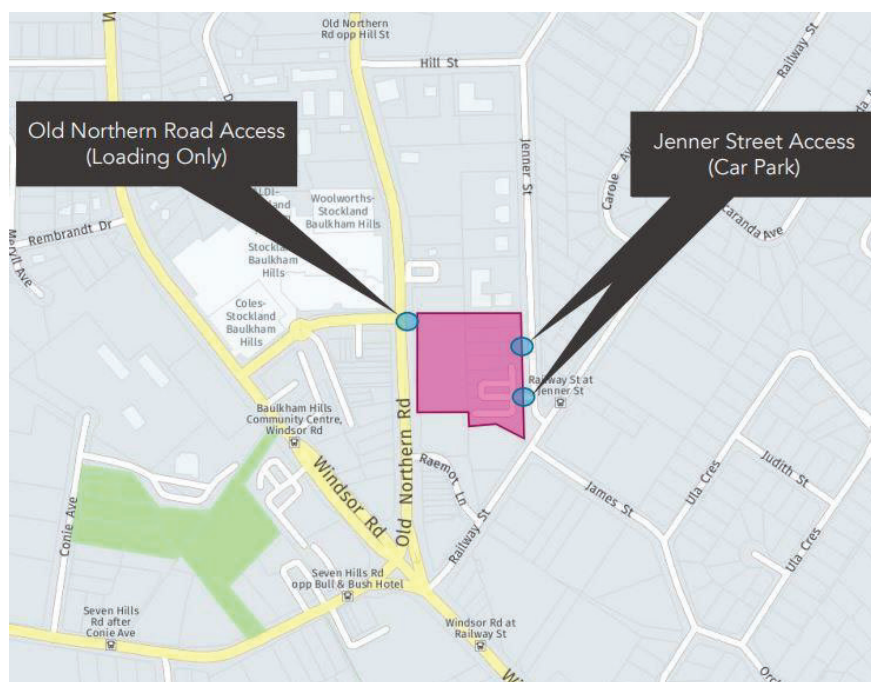 W
Old Northern
Rd opp Hill St
Hill St
Railway St
Old Northern Road Access
(Loading Only)
Jenner Street Access
(Car Park)
Jenner St
Carole
Rembrandt Dr
Mervil Ave
Woolworths-
Stockland
Baulkham Hills
Stockland
Baulkham
Hills
Coles-
Stockland
Baulkham
Hills
Railway St at
Jenner St
Baulkham Hills
Community Centre,
Windsor Rd
Windsor Rd
Old Northern Rd
Raemot Ln
Railway St
James St
Ula Cres
Judith St
Ula Cres
Conie Ave
Seven Hills Rd
opp Bull & Bush Hotel
Seven Hills
Rd after
Conie Ave
Windsor Rd at
Railway St